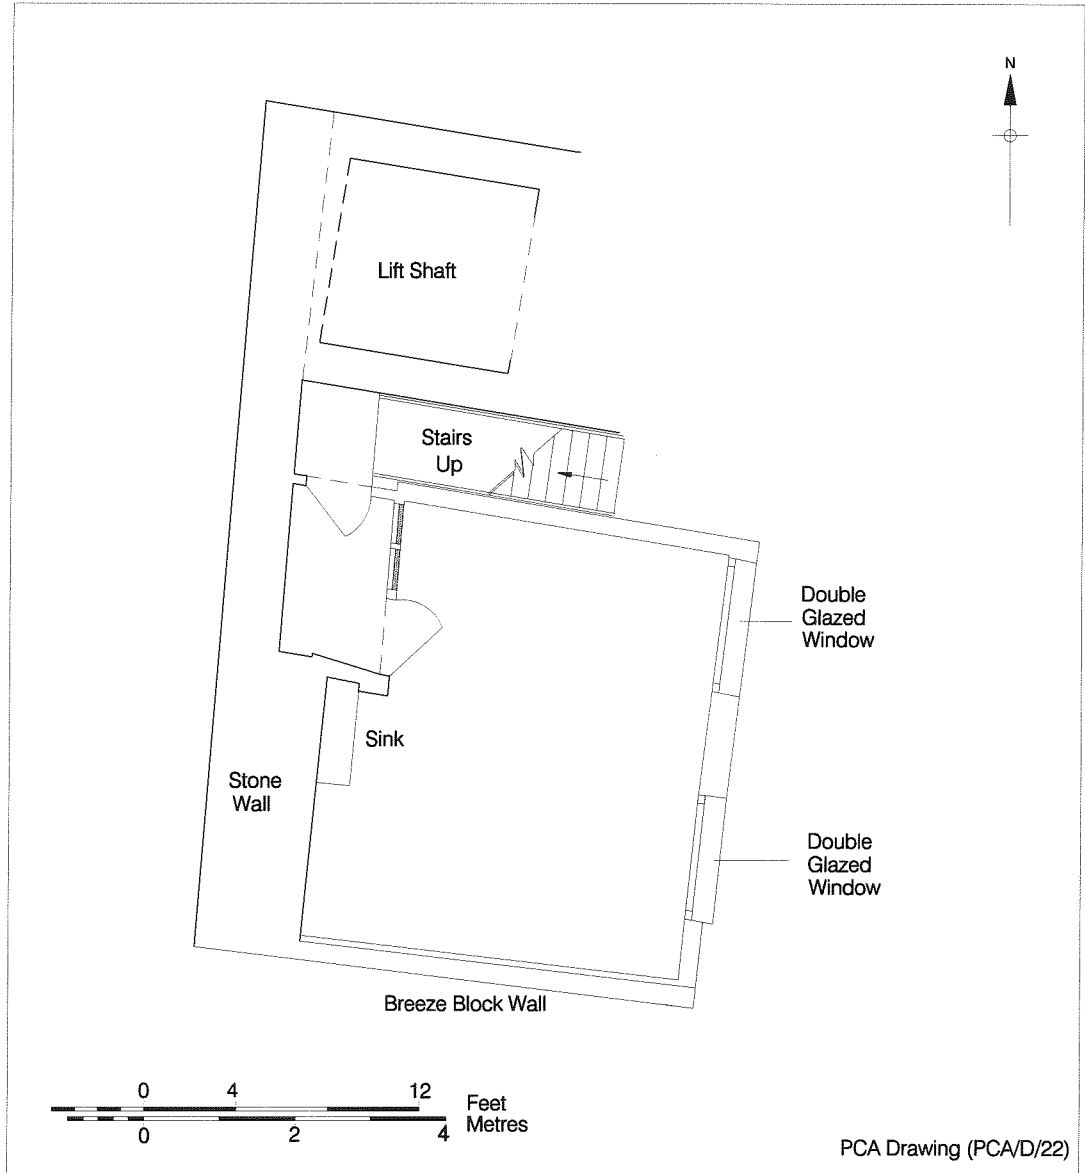 N
Lift Shaft
Stairs
Up
Double
Glazed
Window
Sink
Stone
Wall
Double
Glazed
Window
Breeze Block Wall
0 4 12
Feet
Metres
0 2 4
PCA Drawing (PCA/D/22)